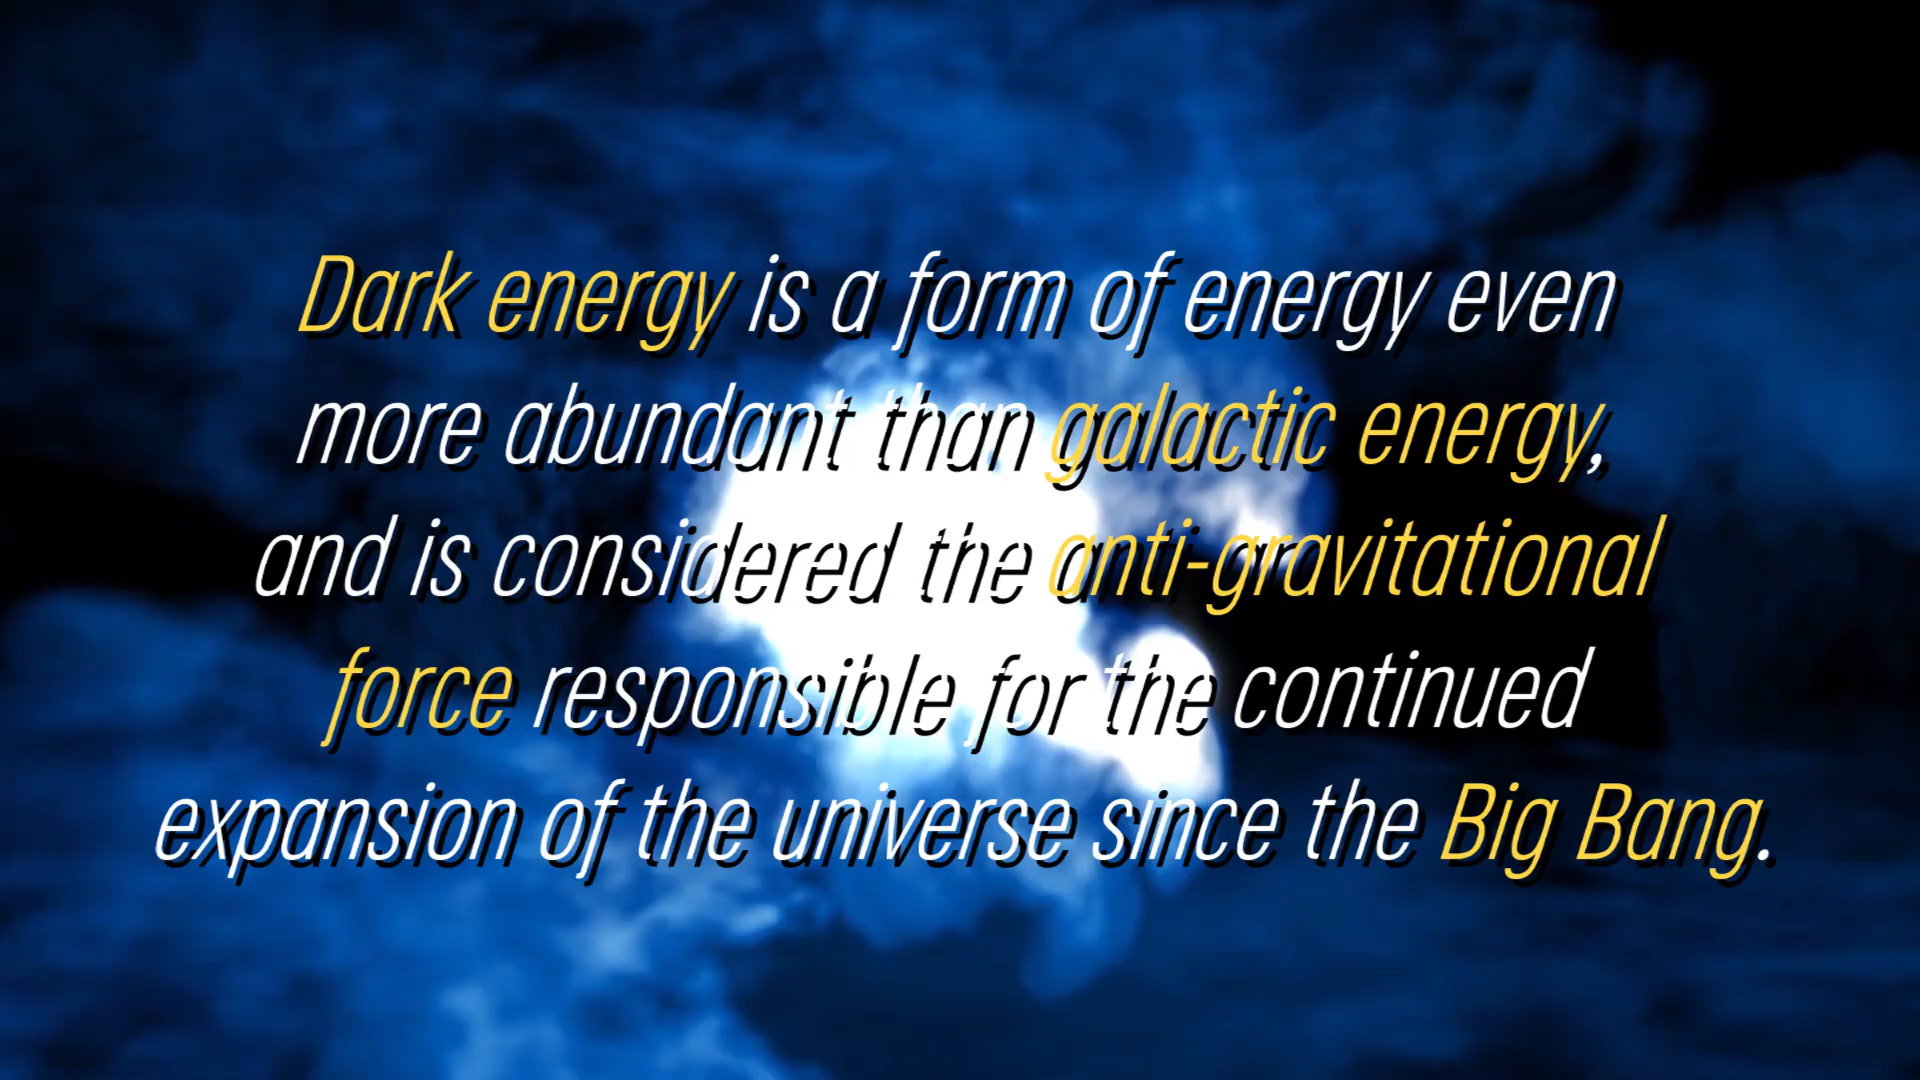 Dark energy is a form of energy even
more abundant than galactic energy,
and is considered the anti-gravitational
force responsible for the continued
expansion of the universe since the Big Bang.